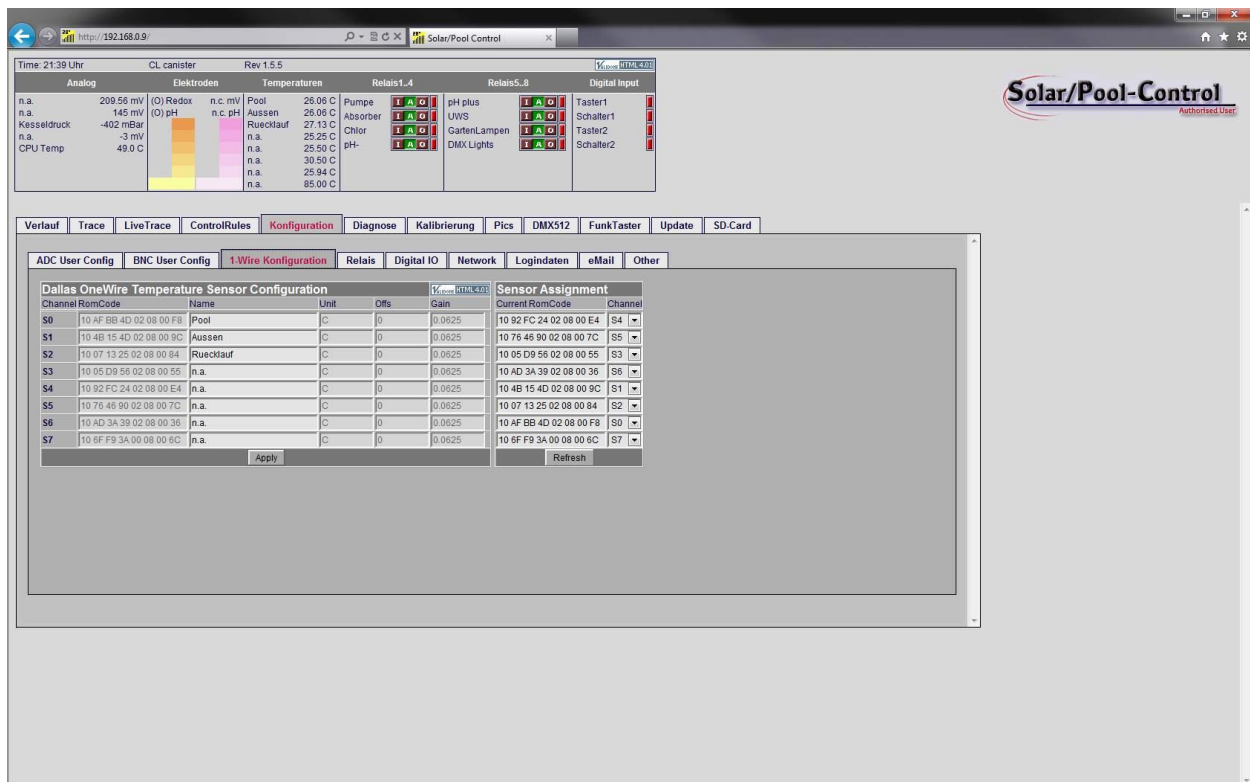 http://192.168.0.9/
Solar/Pool Control
Time: 21:39 Uhr CL canister Rev 1.5.5 HTML 4.01
Analog Elektroden Temperaturen Relais1..4 Relais5..8 Digital Input
n.a. 209.56 mV (O) Redox n.c. mV Pool 26.06 C Pumpe I A O pH plus I A O Taster1
n.a. 145 mV (O) pH n.c. pH Aussen 26.06 C Absorber I A O UWS I A O Schalter1
Kesseldruck -402 mBar Ruecklauf 27.13 C Chlor I A O GartenLampen I A O Taster2
n.a. -3 mV n.a. 25.25 C pH- I A O DMX Lights I A O Schalter2
CPU Temp 49.0 C n.a. 25.50 C
n.a. 30.50 C
n.a. 25.94 C
n.a. 85.00 C
Solar/Pool-Control
Authorised User
Verlauf Trace LiveTrace ControlRules Konfiguration Diagnose Kalibrierung Pics DMX512 FunkTaster Update SD-Card
ADC User Config BNC User Config 1-Wire Konfiguration Relais Digital IO Network Logindaten eMail Other
Dallas OneWire Temperature Sensor Configuration HTML 4.01 Sensor Assignment
Channel RomCode Name Unit Offs Gain Current RomCode Channel
S0 10 AF BB 4D 02 08 00 F8 Pool C 0 0.0625 10 92 FC 24 02 08 00 E4 S4
S1 10 4B 15 4D 02 08 00 9C Aussen C 0 0.0625 10 76 46 90 02 08 00 7C S5
S2 10 07 13 25 02 08 00 84 Ruecklauf C 0 0.0625 10 05 D9 56 02 08 00 55 S3
S3 10 05 D9 56 02 08 00 55 n.a. C 0 0.0625 10 AD 3A 39 02 08 00 36 S6
S4 10 92 FC 24 02 08 00 E4 n.a. C 0 0.0625 10 4B 15 4D 02 08 00 9C S1
S5 10 76 46 90 02 08 00 7C n.a. C 0 0.0625 10 07 13 25 02 08 00 84 S2
S6 10 AD 3A 39 02 08 00 36 n.a. C 0 0.0625 10 AF BB 4D 02 08 00 F8 S0
S7 10 6F F9 3A 00 08 00 6C n.a. C 0 0.0625 10 6F F9 3A 00 08 00 6C S7
Apply Refresh